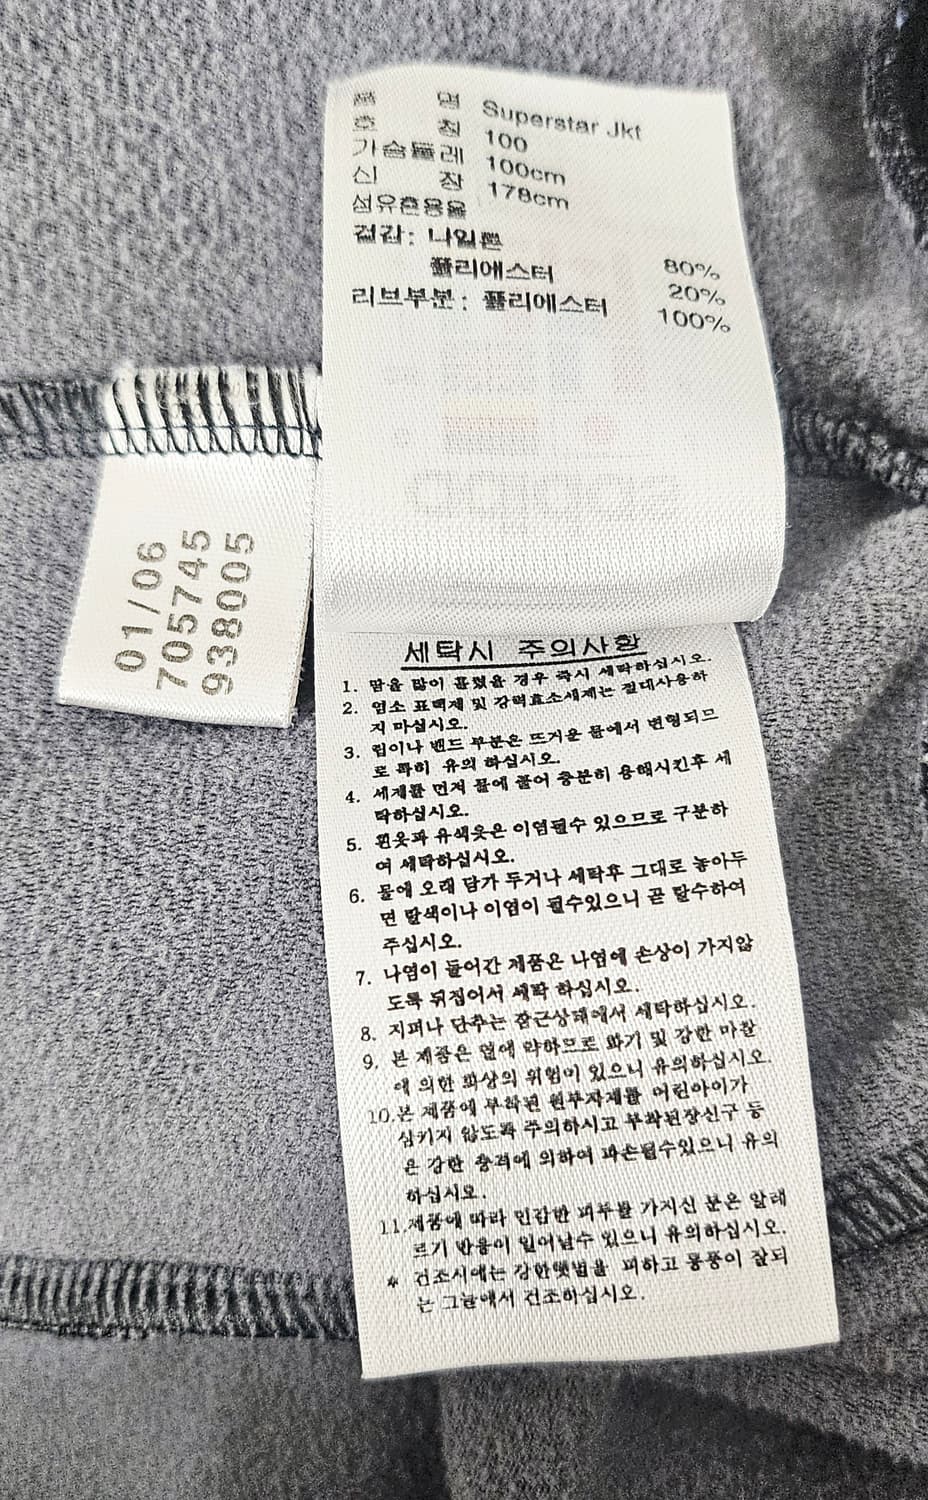 품 명 Superstar Jkt
호 칭 100
가슴둘레 100cm
신 장 178cm
섬유혼용율
겉감: 나일론 80%
폴리에스터 20%
리브부분: 폴리에스터 100%
01/06
705745
938005
세탁시 주의사항
1. 땀을 많이 흘렸을 경우 즉시 세탁하십시오.
2. 염소 표백제 및 강력효소세제는 절대사용하
지 마십시오.
3. 립이나 밴드 부분은 뜨거운 물에서 변형되므
로 특히 유의 하십시오.
4. 세제를 먼저 물에 풀어 충분히 용해시킨후 세
탁하십시오.
5. 흰옷과 유색옷은 이염될수 있으므로 구분하
여 세탁하십시오.
6. 물에 오래 담가 두거나 세탁후 그대로 놓아두
면 탈색이나 이염이 될수있으니 곧 탈수하여
주십시오.
7. 나염이 들어간 제품은 나염에 손상이 가지않
도록 뒤집어서 세탁 하십시오.
8. 지퍼나 단추는 잠근상태에서 세탁하십시오.
9. 본 제품은 열에 약하므로 화기 및 강한 마찰
에 의한 화상의 위험이 있으니 유의하십시오.
10.본 제품에 부착된 원부자재를 어린아이가
삼키지 않도록 주의하시고 부착된장신구 등
은 강한 충격에 의하여 파손될수있으니 유의
하십시오.
11.제품에 따라 민감한 피부를 가지신 분은 알레
르기 반응이 일어날수 있으니 유의하십시오.
* 건조시에는 강한햇볕을 피하고 통풍이 잘되
는 그늘에서 건조하십시오.